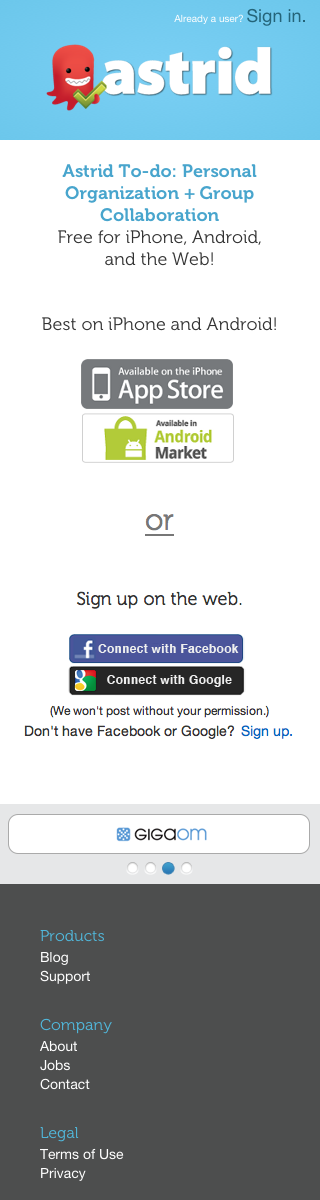 Already a user? Sign in.
astrid
Astrid To-do: Personal
Organization + Group
Collaboration
Free for iPhone, Android,
and the Web!
Best on iPhone and Android!
Available on the iPhone
App Store
Available in
Android
Market
or
Sign up on the web.
f Connect with Facebook
g Connect with Google
(We won't post without your permission.)
Don't have Facebook or Google? Sign up.
GIGAOM
Products
Blog
Support
Company
About
Jobs
Contact
Legal
Terms of Use
Privacy